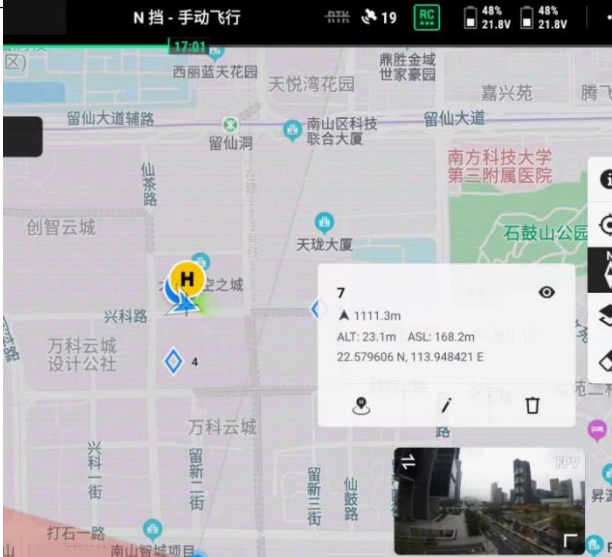 N 挡 - 手动飞行
RTK
19
RC
48%
21.8V
48%
21.8V
17:01
区)
西丽蓝天花园
天悦湾花园
鼎胜金域
世家豪园
嘉兴苑
腾飞
留仙大道辅路
留仙洞
南山区科技
联合大厦
留仙大道
仙茶路
南方科技大学
第三附属医院
创智云城
天珑大厦
石鼓山公园
H
空之城
兴科路
万科云城
设计公社
4
7
1111.3m
ALT: 23.1m ASL: 168.2m
22.579606 N, 113.948421 E
H
万科云城
路
兴科一街
留新二街
留新三街
仙鼓路
FPV
打石一路
南山智城项目
山